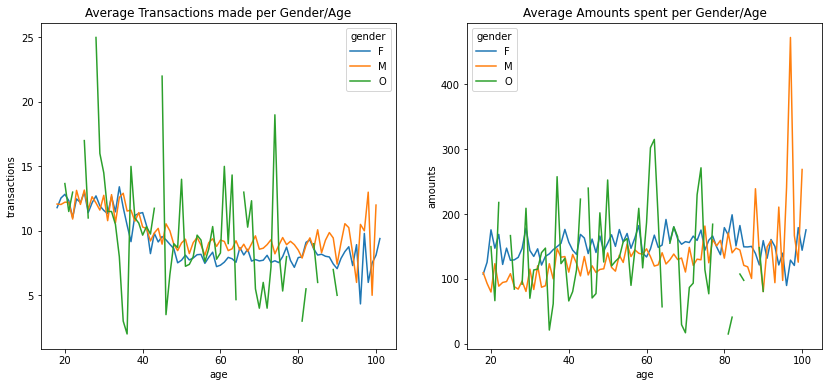 Average Transactions made per Gender/Age
gender
F
M
O
transactions
25
20
15
10
5
20
40
60
80
100
age
Average Amounts spent per Gender/Age
gender
F
M
O
amounts
400
300
200
100
0
20
40
60
80
100
age